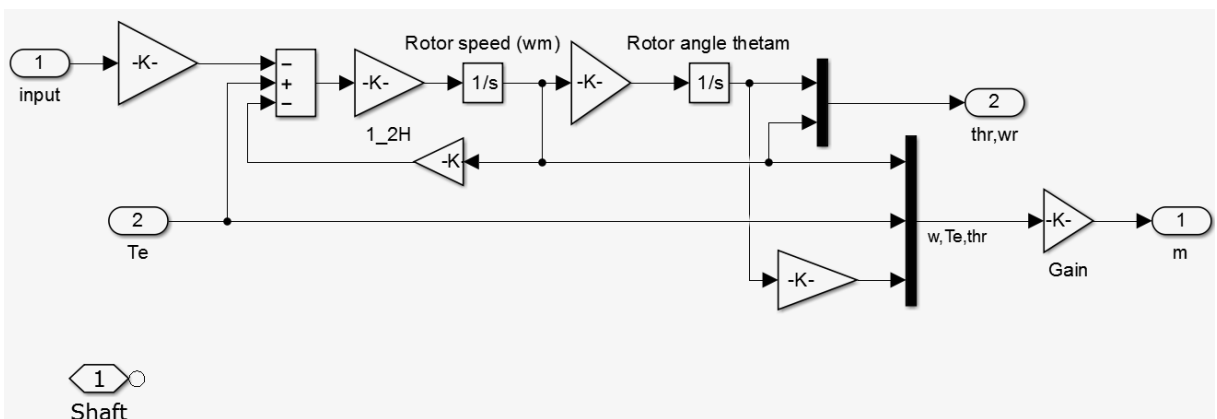 1
input
-K-
−
+
−
-K-
1_2H
Rotor speed (wm)
1/s
-K-
Rotor angle thetam
1/s
2
thr,wr
-K
2
Te
w,Te,thr
-K-
-K-
Gain
1
m
1
Shaft